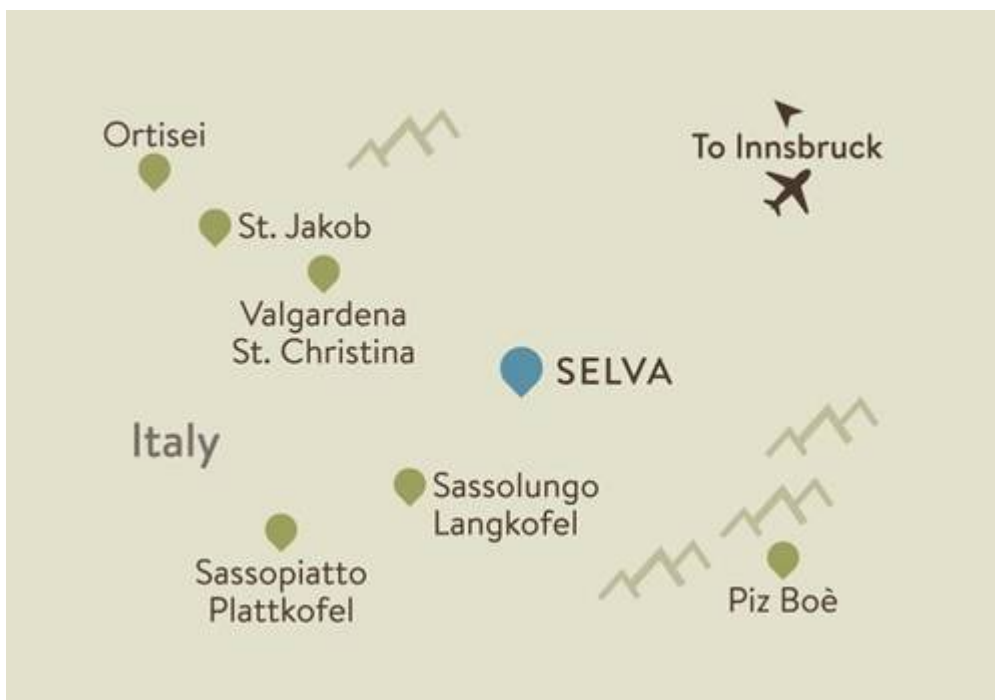 Ortisei
To Innsbruck
St. Jakob
Valgardena
St. Christina
SELVA
Italy
Sassolungo
Langkofel
Sassopiatto
Plattkofel
Piz Boè